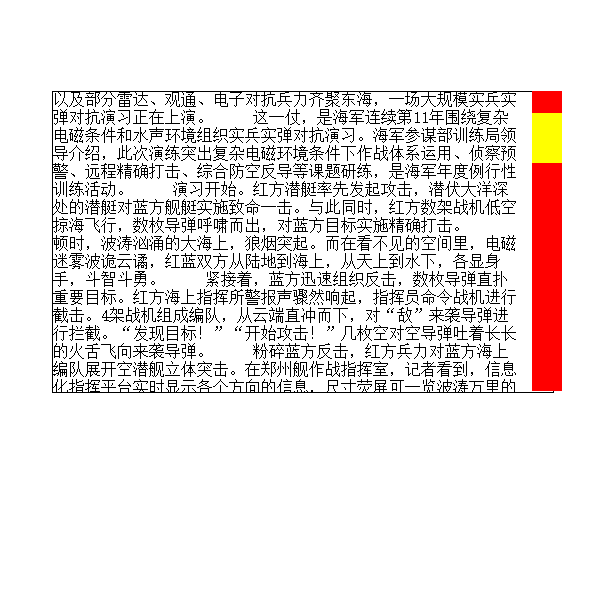 以及部分雷达、观通、电子对抗兵力齐聚东海，一场大规模实兵实
弹对抗演习正在上演。 这一仗，是海军连续第11年围绕复杂
电磁条件和水声环境组织实兵实弹对抗演习。海军参谋部训练局领
导介绍，此次演练突出复杂电磁环境条件下作战体系运用、侦察预
警、远程精确打击、综合防空反导等课题研练，是海军年度例行性
训练活动。 演习开始。红方潜艇率先发起攻击，潜伏大洋深
处的潜艇对蓝方舰艇实施致命一击。与此同时，红方数架战机低空
掠海飞行，数枚导弹呼啸而出，对蓝方目标实施精确打击。
顿时，波涛汹涌的大海上，狼烟突起。而在看不见的空间里，电磁
迷雾波诡云谲，红蓝双方从陆地到海上，从天上到水下，各显身
手，斗智斗勇。 紧接着，蓝方迅速组织反击，数枚导弹直扑
重要目标。红方海上指挥所警报声骤然响起，指挥员命令战机进行
截击。4架战机组成编队，从云端直冲而下，对“敌”来袭导弹进
行拦截。“发现目标！”“开始攻击！”几枚空对空导弹吐着长长
的火舌飞向来袭导弹。 粉碎蓝方反击，红方兵力对蓝方海上
编队展开空潜舰立体突击。在郑州舰作战指挥室，记者看到，信息
化指挥平台实时显示各个方向的信息，尺寸荧屏可一览波涛万里的